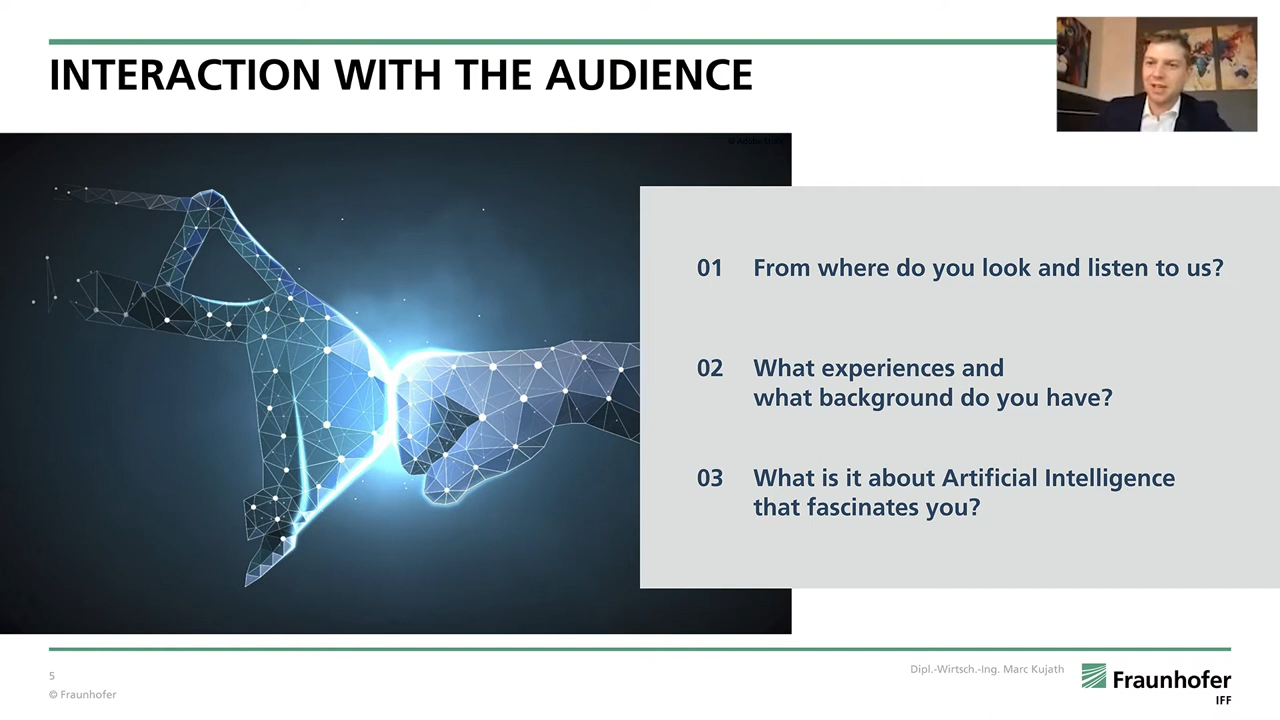 INTERACTION WITH THE AUDIENCE
01 From where do you look and listen to us?
02 What experiences and
what background do you have?
03 What is it about Artificial Intelligence
that fascinates you?
5
© Fraunhofer
Dipl.-Wirtsch.-Ing. Marc Kujath
Fraunhofer
IFF